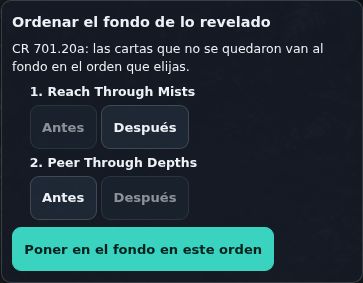 Ordenar el fondo de lo revelado
CR 701.20a: las cartas que no se quedaron van al
fondo en el orden que elijas.
1. Reach Through Mists
Antes Después
2. Peer Through Depths
Antes Después
Poner en el fondo en este orden